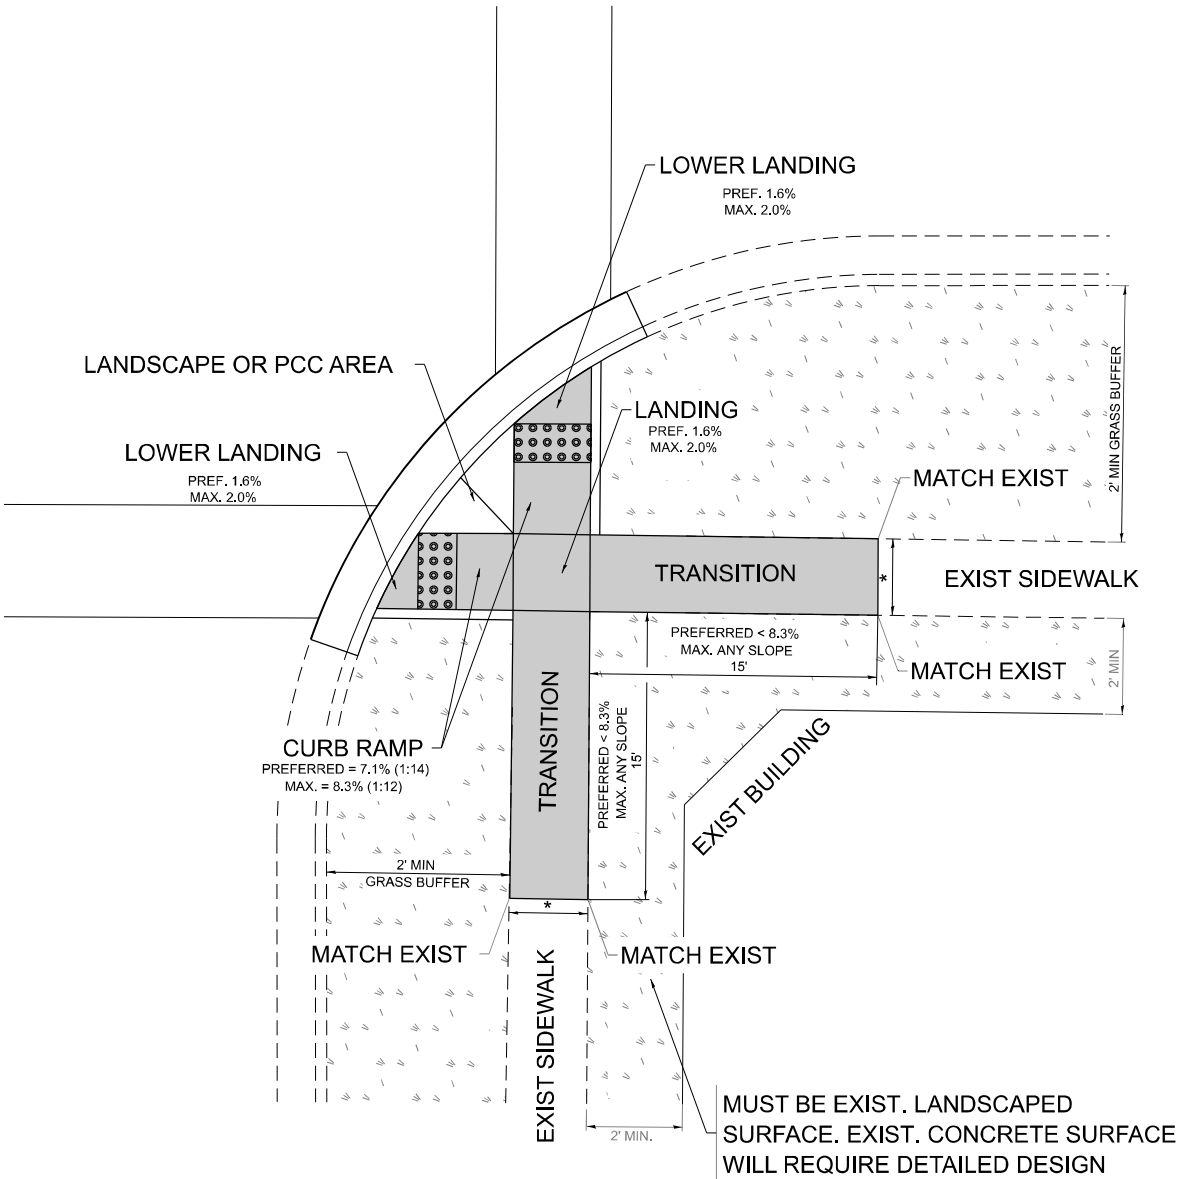 LOWER LANDING
PREF. 1.6%
MAX. 2.0%
LANDSCAPE OR PCC AREA
LANDING
PREF. 1.6%
MAX. 2.0%
LOWER LANDING
PREF. 1.6%
MAX. 2.0%
2' MIN GRASS BUFFER
MATCH EXIST
TRANSITION
*
EXIST SIDEWALK
PREFERRED < 8.3%
MAX. ANY SLOPE
15'
MATCH EXIST
2' MIN
TRANSITION
PREFERRED < 8.3%
MAX. ANY SLOPE
15'
CURB RAMP
PREFERRED = 7.1% (1:14)
MAX. = 8.3% (1:12)
EXIST BUILDING
2' MIN
GRASS BUFFER
*
MATCH EXIST
MATCH EXIST
EXIST SIDEWALK
2' MIN.
MUST BE EXIST. LANDSCAPED
SURFACE. EXIST. CONCRETE SURFACE
WILL REQUIRE DETAILED DESIGN